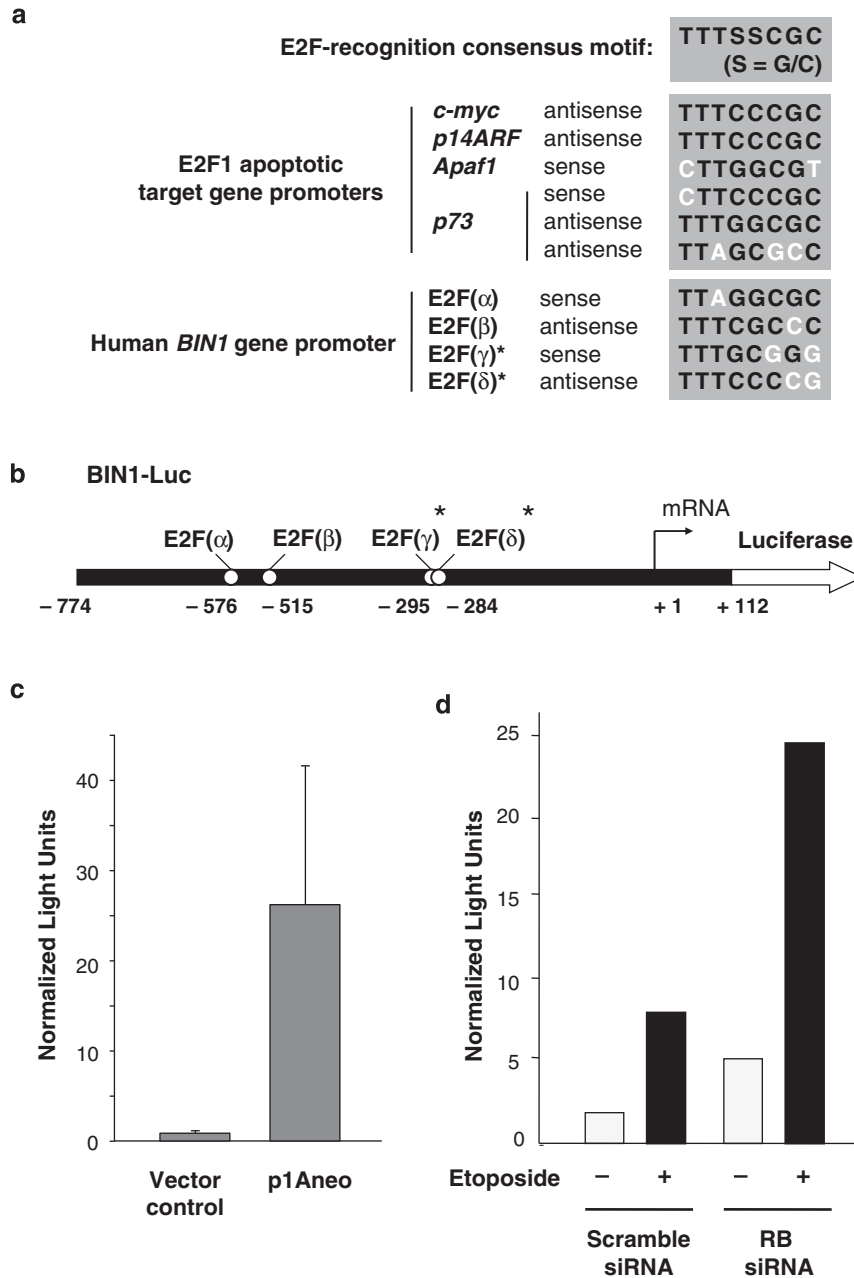 a
E2F-recognition consensus motif:
TTTSSCGC
(S = G/C)
E2F1 apoptotic
target gene promoters
c-myc antisense TTTCCCGC
p14ARF antisense TTTCCCGC
Apaf1 sense CTTGGCGT
p73
sense CTTCCCGC
antisense TTTGGCGC
antisense TTAGCGCC
Human BIN1 gene promoter
E2F(α) sense TTAGGCGC
E2F(β) antisense TTTCGCCC
E2F(γ)* sense TTTGCGGG
E2F(δ)* antisense TTTCCCCG
b
BIN1-Luc
E2F(α) E2F(β) E2F(γ)* E2F(δ)* mRNA
Luciferase
– 774 – 576 – 515 – 295 – 284 + 1 + 112
c
Normalized Light Units
40
30
20
10
0
Vector
control
p1Aneo
d
Normalized Light Units
25
20
15
10
5
0
Etoposide – + – +
Scramble
siRNA
RB
siRNA